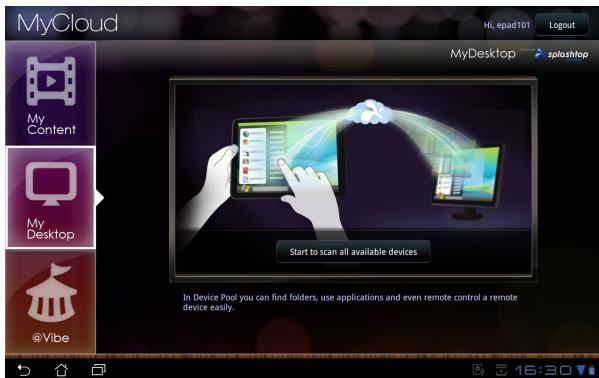 MyCloud
Hi, epad101
Logout
MyDesktop
splashtop
My
Content
My
Desktop
@Vibe
Start to scan all available devices
In Device Pool you can find folders, use applications and even remote control a remote
device easily.
16:30